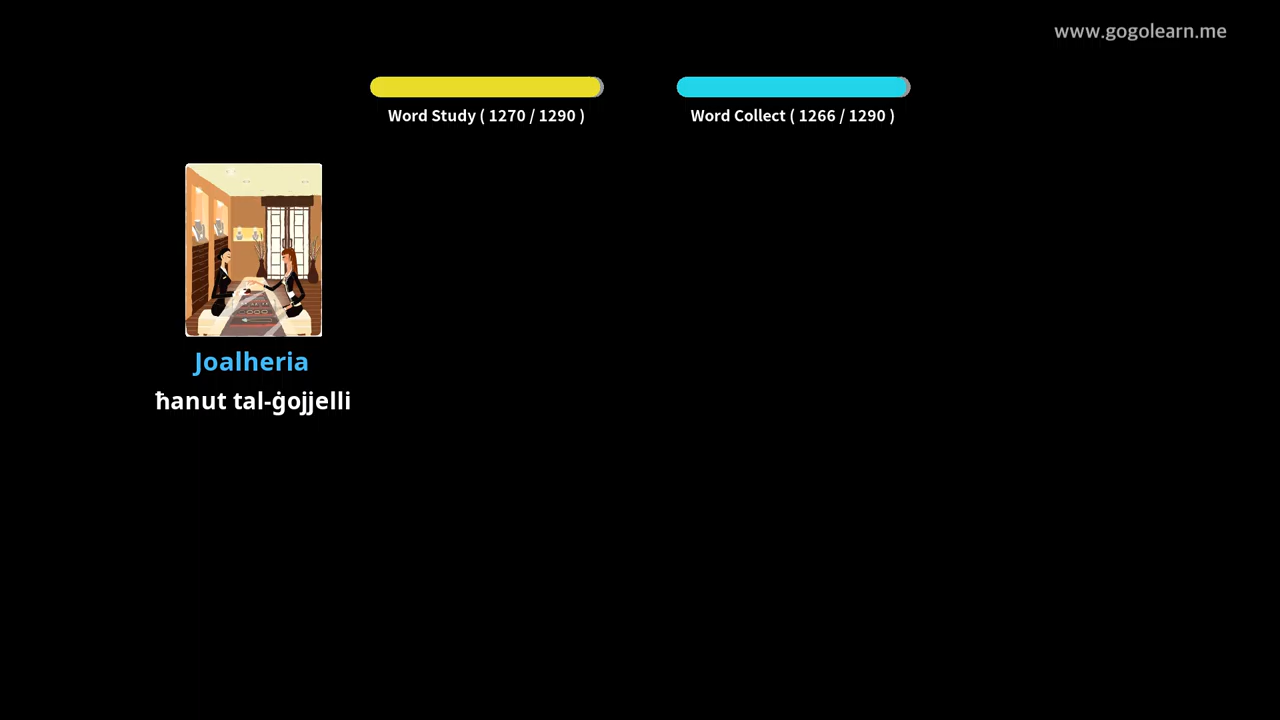 www.gogolearn.me
Word Study ( 1270 / 1290 )
Word Collect ( 1266 / 1290 )
Joalheria
ħanut tal-ġojjelli